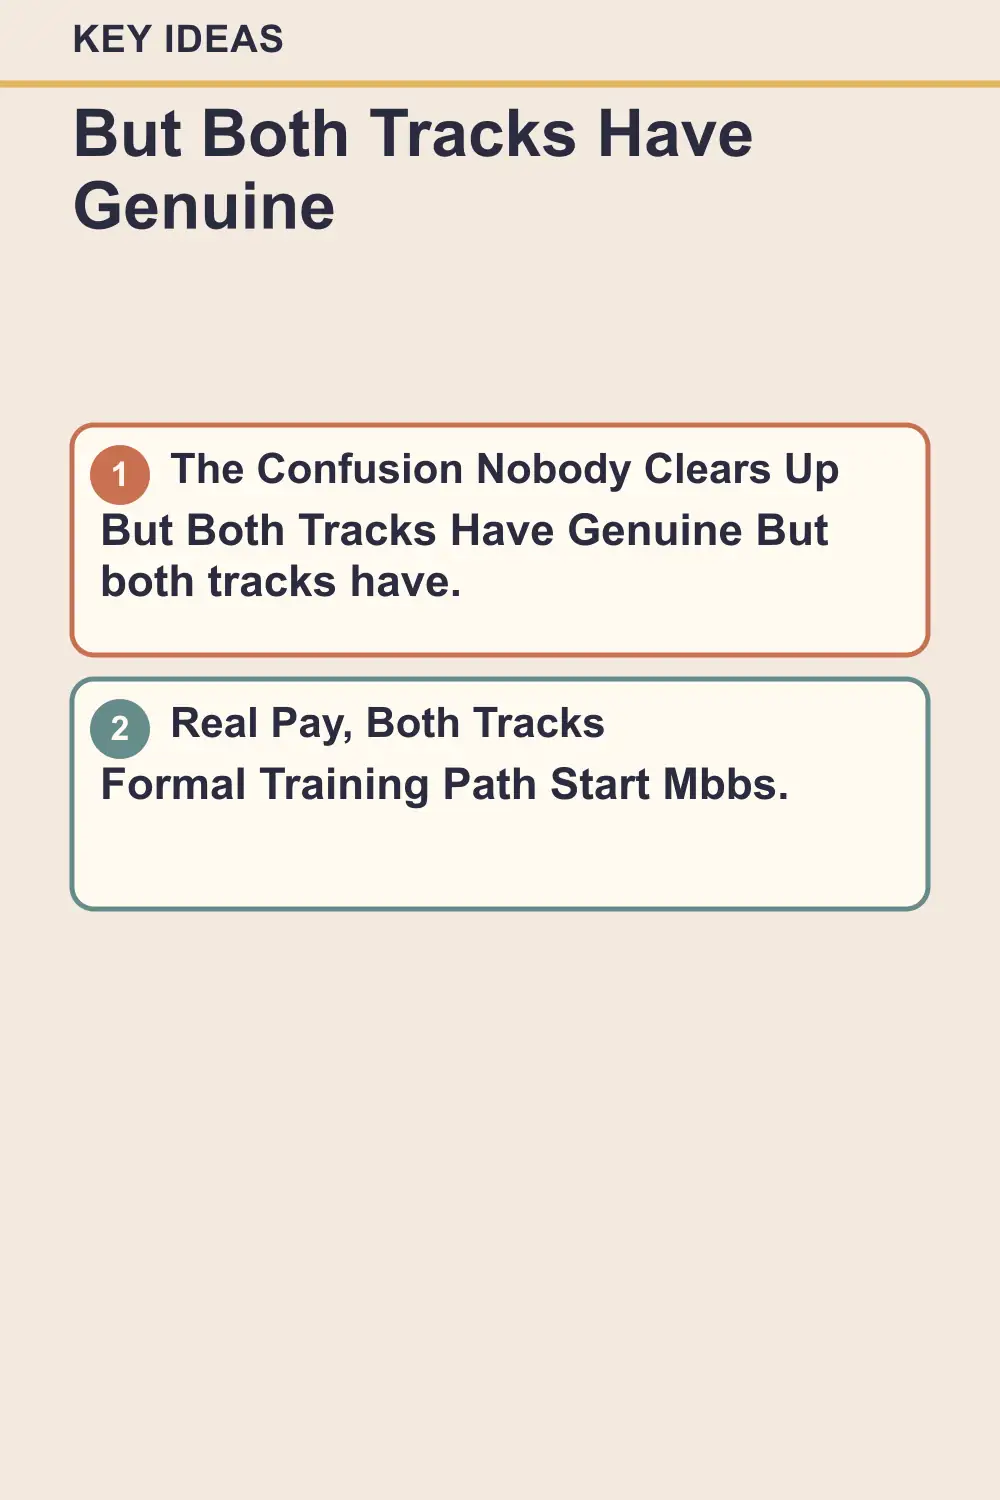 KEY IDEAS
But Both Tracks Have
Genuine
1 The Confusion Nobody Clears Up
But Both Tracks Have Genuine But
both tracks have.
2 Real Pay, Both Tracks
Formal Training Path Start Mbbs.